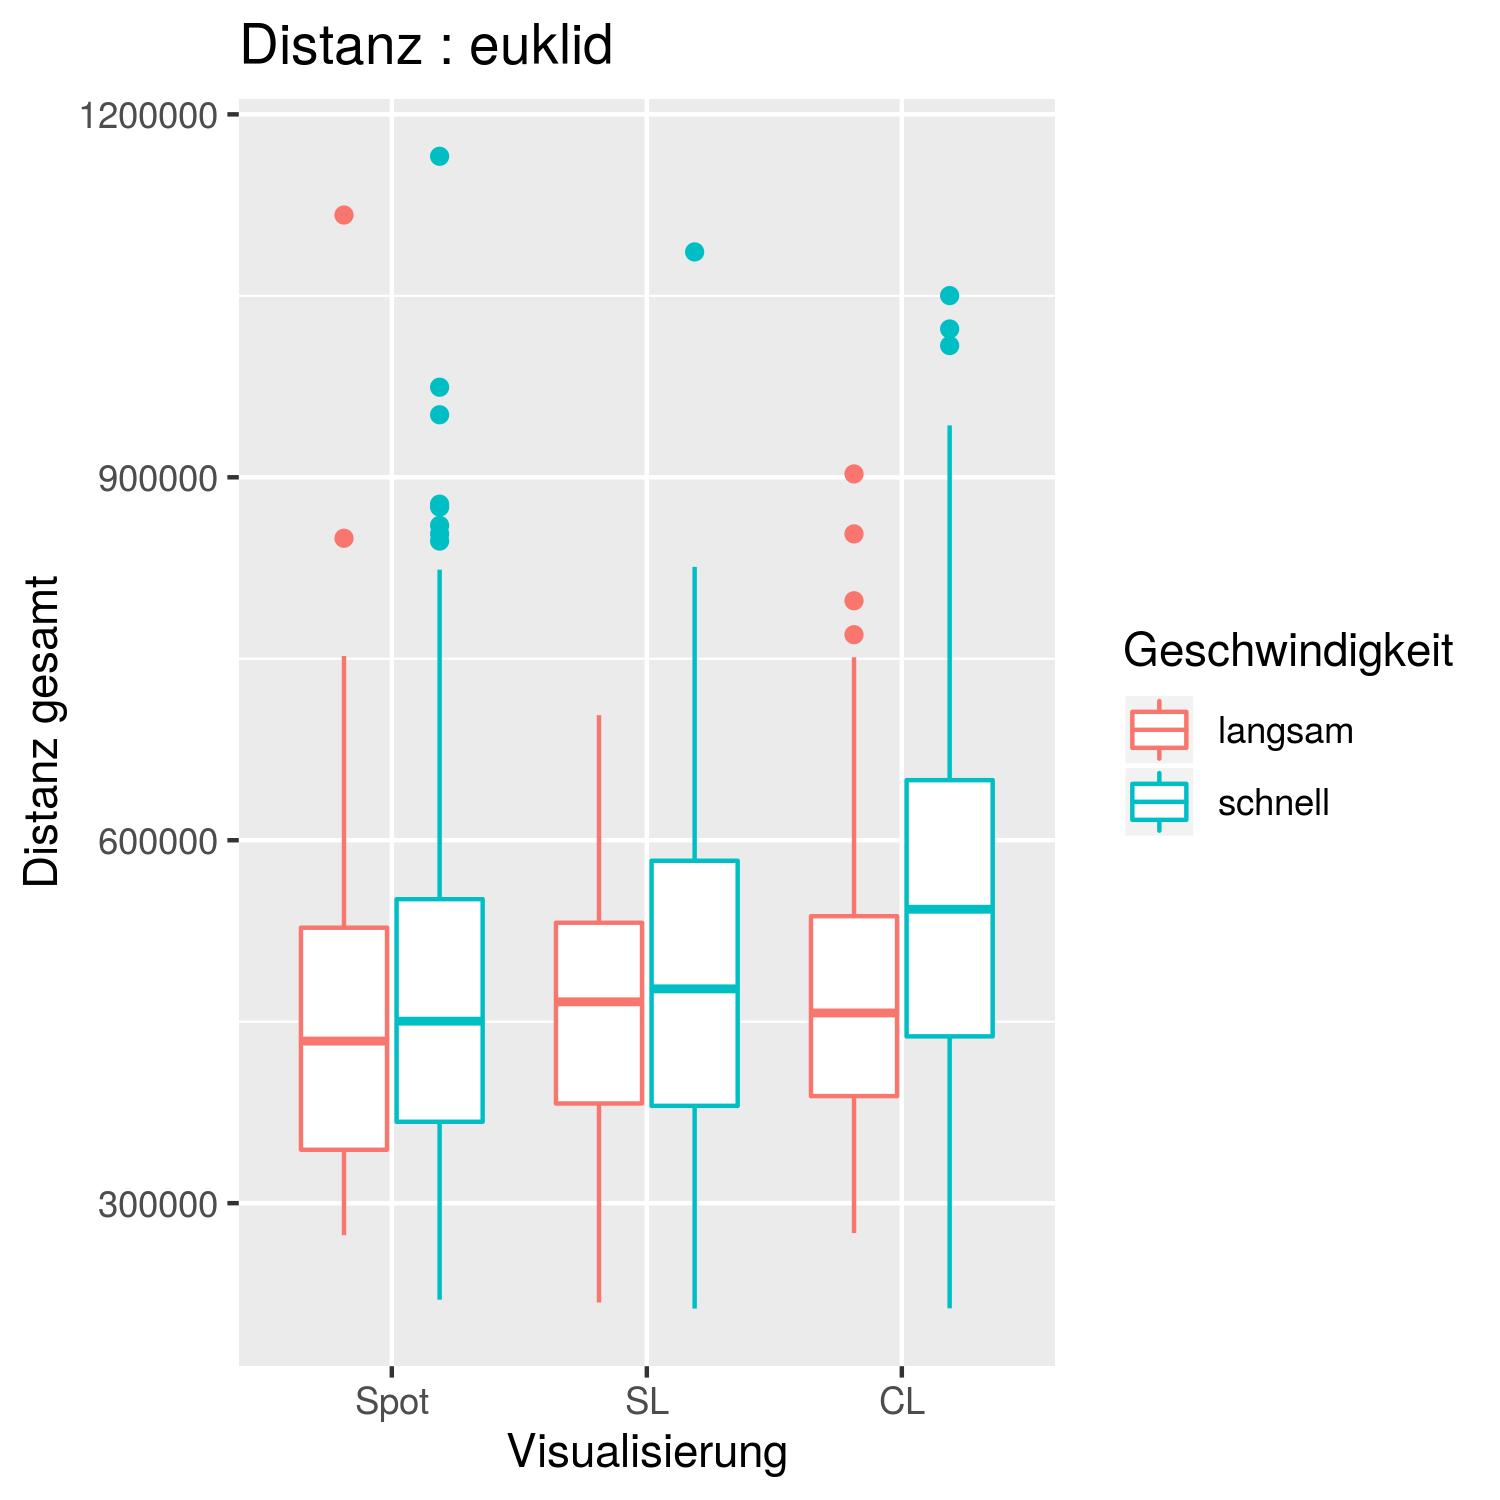 Distanz : euklid
1200000
900000
600000
300000
Distanz gesamt
Spot
SL
CL
Visualisierung
Geschwindigkeit
langsam
schnell